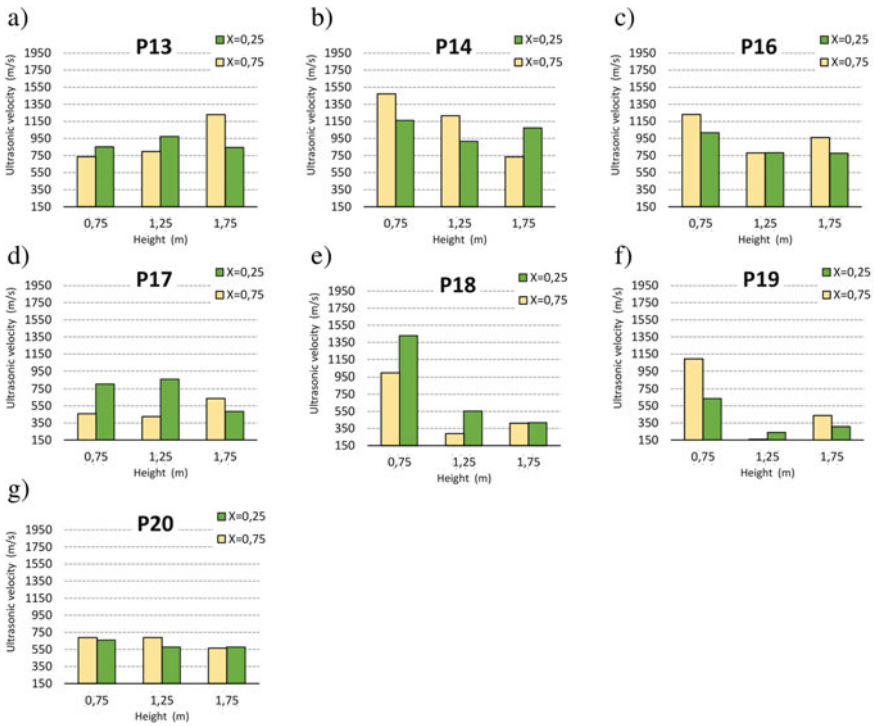 a)
P13
X=0,25
X=0,75
Ultrasonic velocity (m/s)
1950
1750
1550
1350
1150
950
750
550
350
150
0,75 1,25 1,75
Height (m)
b)
P14
X=0,25
X=0,75
Ultrasonic velocity (m/s)
1950
1750
1550
1350
1150
950
750
550
350
150
0,75 1,25 1,75
Height (m)
c)
P16
X=0,25
X=0,75
Ultrasonic velocity (m/s)
1950
1750
1550
1350
1150
950
750
550
350
150
0,75 1,25 1,75
Height (m)
d)
P17
X=0,25
X=0,75
Ultrasonic velocity (m/s)
1950
1750
1550
1350
1150
950
750
550
350
150
0,75 1,25 1,75
Height (m)
e)
P18
X=0,25
X=0,75
Ultrasonic velocity (m/s)
1950
1750
1550
1350
1150
950
750
550
350
150
0,75 1,25 1,75
Height (m)
f)
P19
X=0,25
X=0,75
Ultrasonic velocity (m/s)
1950
1750
1550
1350
1150
950
750
550
350
150
0,75 1,25 1,75
Height (m)
g)
P20
X=0,25
X=0,75
Ultrasonic velocity (m/s)
1950
1750
1550
1350
1150
950
750
550
350
150
0,75 1,25 1,75
Height (m)